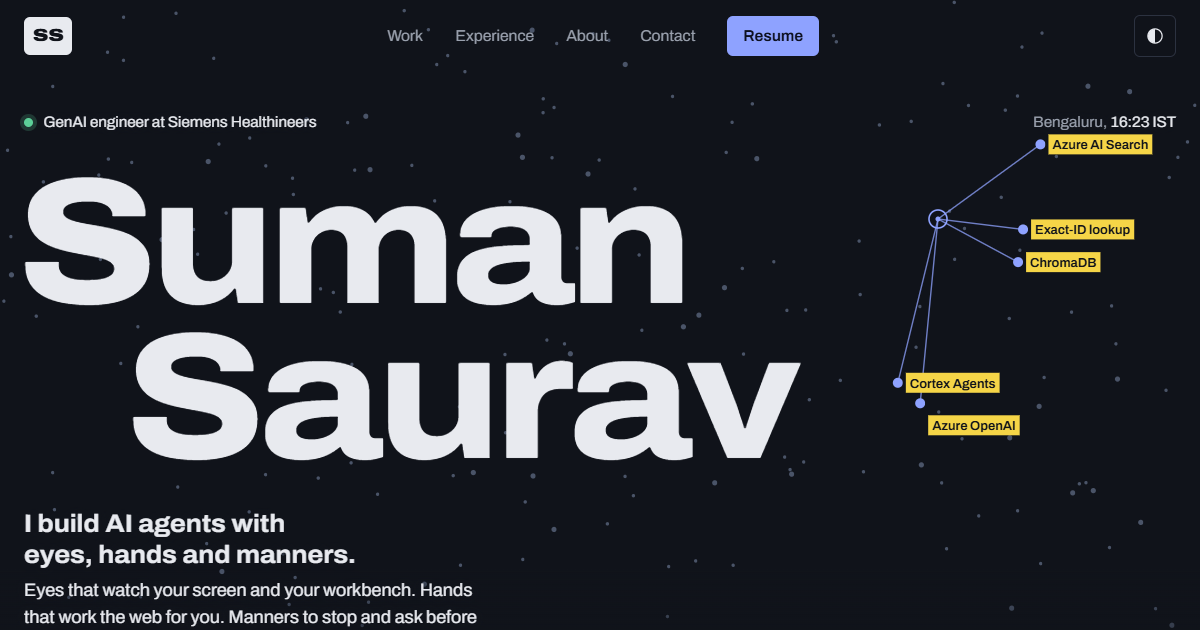 SS
Work
Experience
About
Contact
Resume
GenAI engineer at Siemens Healthineers
Bengaluru, 16:23 IST
Azure AI Search
Suman
Exact-ID lookup
ChromaDB
Saurav
Cortex Agents
Azure OpenAI
I build AI agents with
eyes, hands and manners.
Eyes that watch your screen and your workbench. Hands
that work the web for you. Manners to stop and ask before